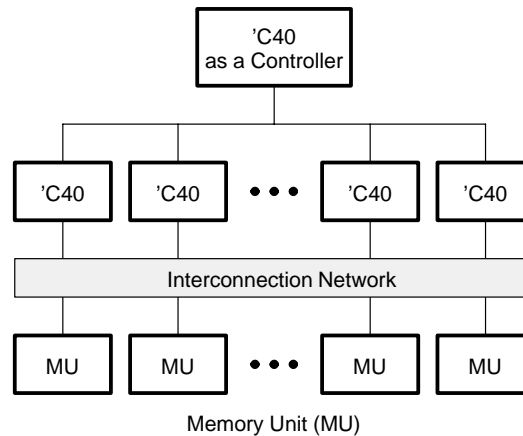 ’C40
as a Controller
’C40 ’C40 ’C40 ’C40
Interconnection Network
MU MU MU MU
Memory Unit (MU)